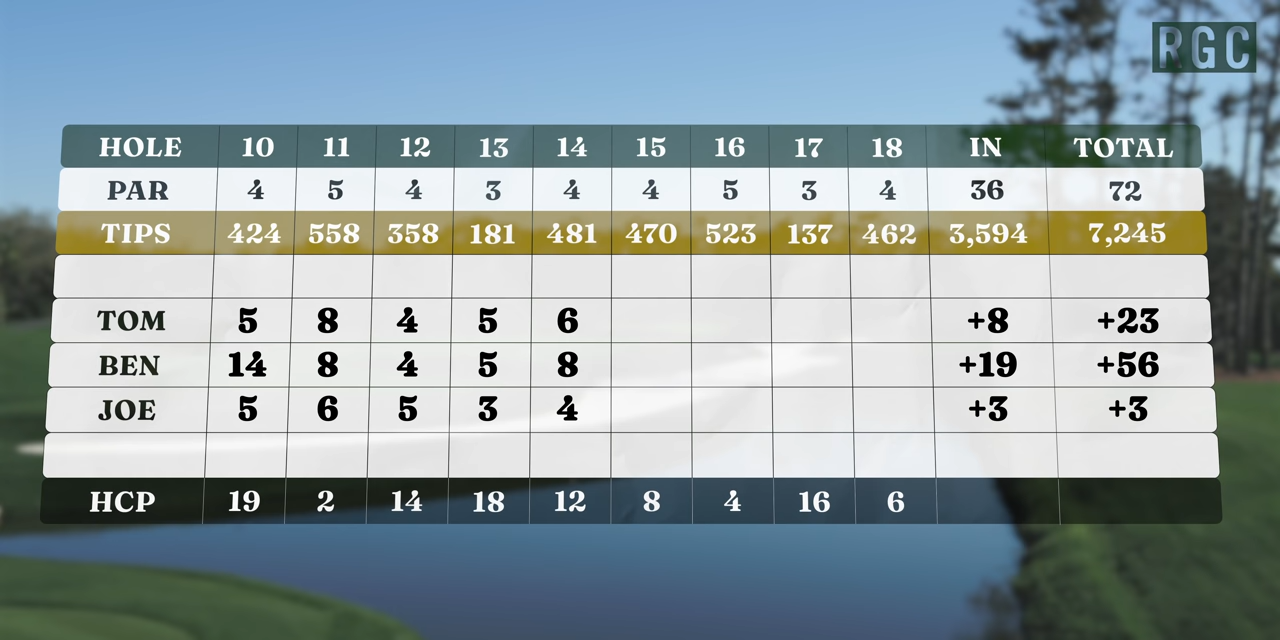 RGC
HOLE 10 11 12 13 14 15 16 17 18 IN TOTAL
PAR 4 5 4 3 4 4 5 3 4 36 72
TIPS 424 558 358 181 481 470 523 137 462 3,594 7,245
TOM 5 8 4 5 6 +8 +23
BEN 14 8 4 5 8 +19 +56
JOE 5 6 5 3 4 +3 +3
HCP 19 2 14 18 12 8 4 16 6